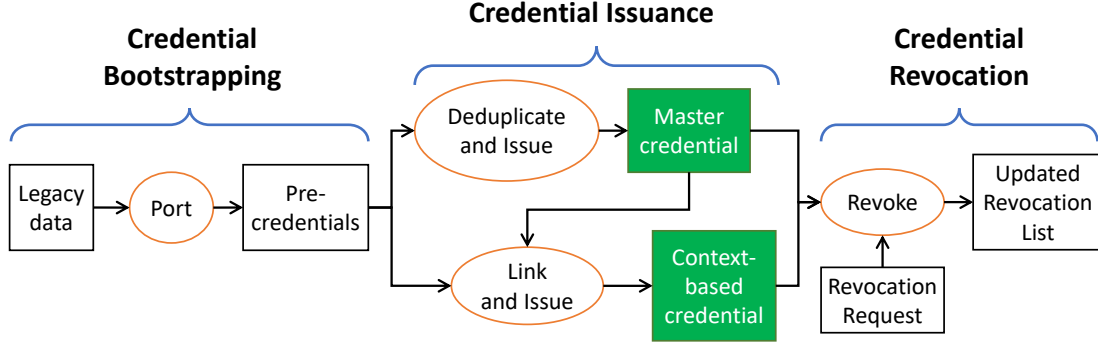 Credential
Bootstrapping
Credential Issuance
Credential
Revocation
Legacy
data
Port
Pre-
credentials
Deduplicate
and Issue
Master
credential
Link
and Issue
Context-
based
credential
Revoke
Updated
Revocation
List
Revocation
Request